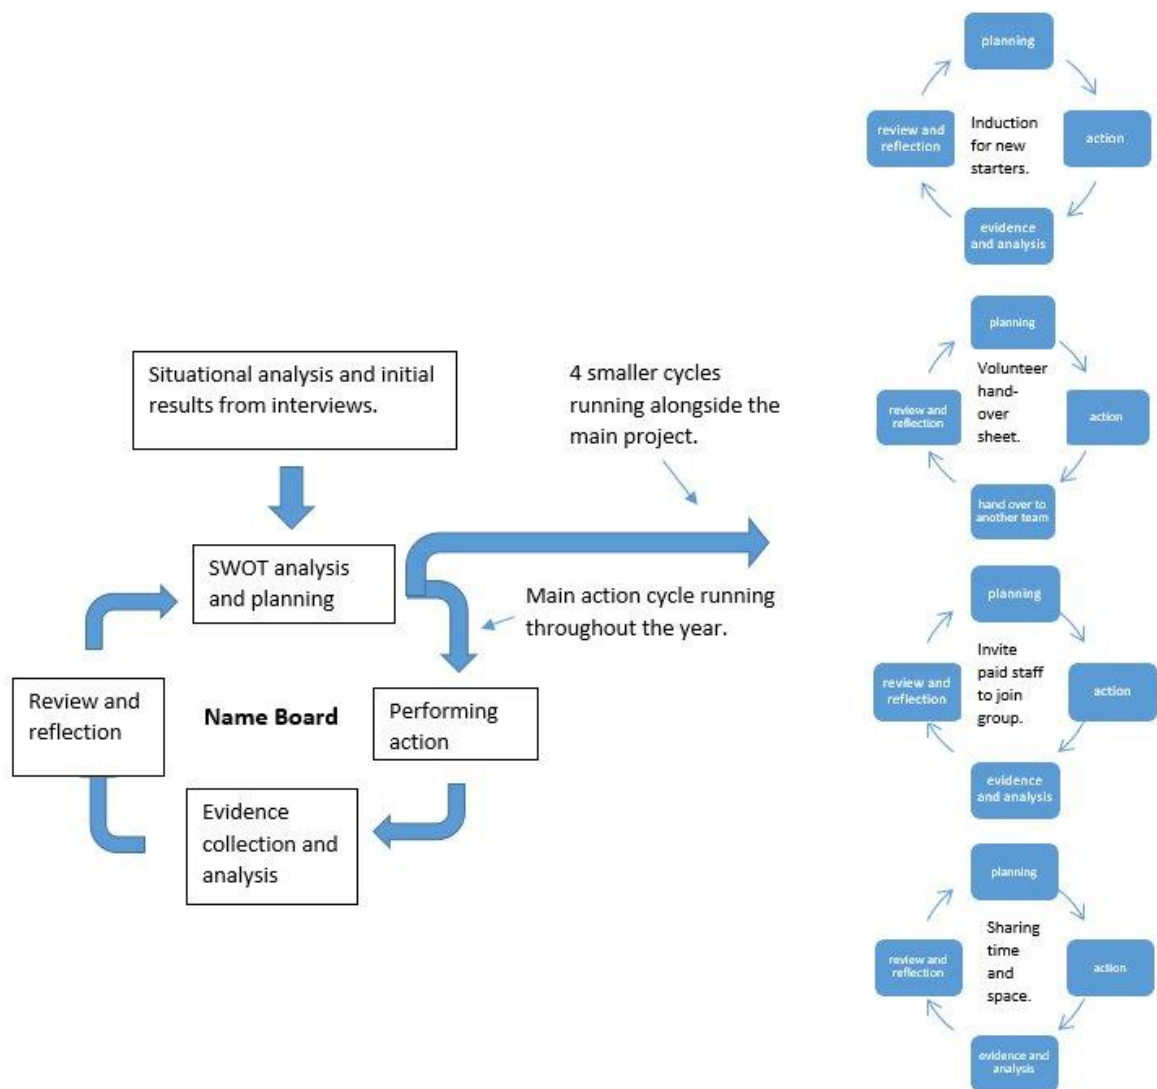 Situational analysis and initial
results from interviews.
4 smaller cycles
running alongside the
main project.
SWOT analysis
and planning
Main action cycle running
throughout the year.
Review and
reflection
Name Board
Performing
action
Evidence
collection and
analysis
planning
review and
reflection
Induction
for new
starters.
action
evidence
and analysis
planning
Volunteer
hand-
over
sheet.
review and
reflection
action
hand over to
another team
planning
Invite
paid staff
to join
group.
review and
reflection
action
evidence
and analysis
planning
Sharing
time
and
space.
review and
reflection
action
evidence and
analysis